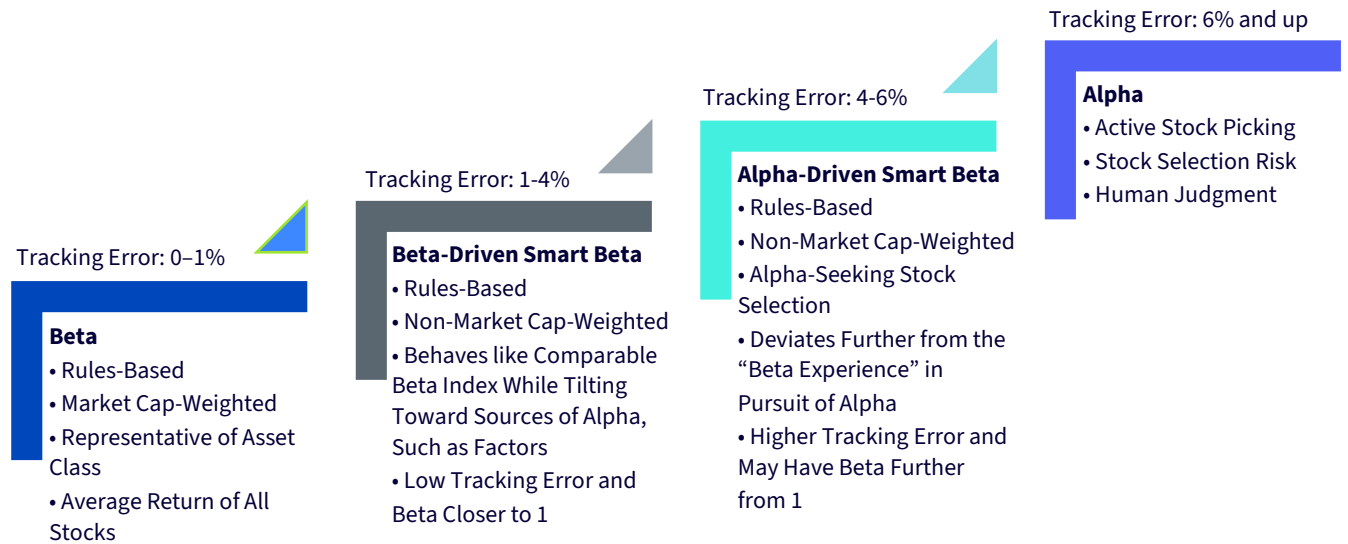 Tracking Error: 0–1%
Beta
• Rules-Based
• Market Cap-Weighted
• Representative of Asset
Class
• Average Return of All
Stocks
Tracking Error: 1-4%
Beta-Driven Smart Beta
• Rules-Based
• Non-Market Cap-Weighted
• Behaves like Comparable
Beta Index While Tilting
Toward Sources of Alpha,
Such as Factors
• Low Tracking Error and
Beta Closer to 1
Tracking Error: 4-6%
Alpha-Driven Smart Beta
• Rules-Based
• Non-Market Cap-Weighted
• Alpha-Seeking Stock
Selection
• Deviates Further from the
“Beta Experience” in
Pursuit of Alpha
• Higher Tracking Error and
May Have Beta Further
from 1
Tracking Error: 6% and up
Alpha
• Active Stock Picking
• Stock Selection Risk
• Human Judgment